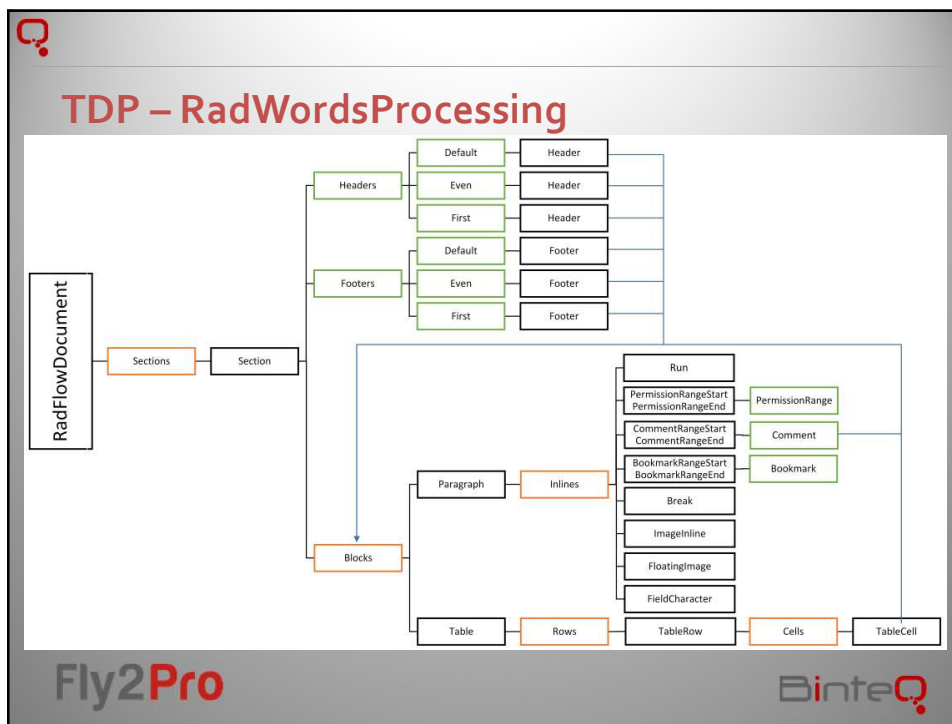 TDP – RadWordsProcessing
RadFlowDocument
Sections
Section
Headers
Default
Header
Even
Header
First
Header
Footers
Default
Footer
Even
Footer
First
Footer
Blocks
Paragraph
Inlines
Run
PermissionRangeStart
PermissionRangeEnd
PermissionRange
CommentRangeStart
CommentRangeEnd
Comment
BookmarkRangeStart
BookmarkRangeEnd
Bookmark
Break
ImageInline
FloatingImage
FieldCharacter
Table
Rows
TableRow
Cells
TableCell
Fly2Pro
BinteQ